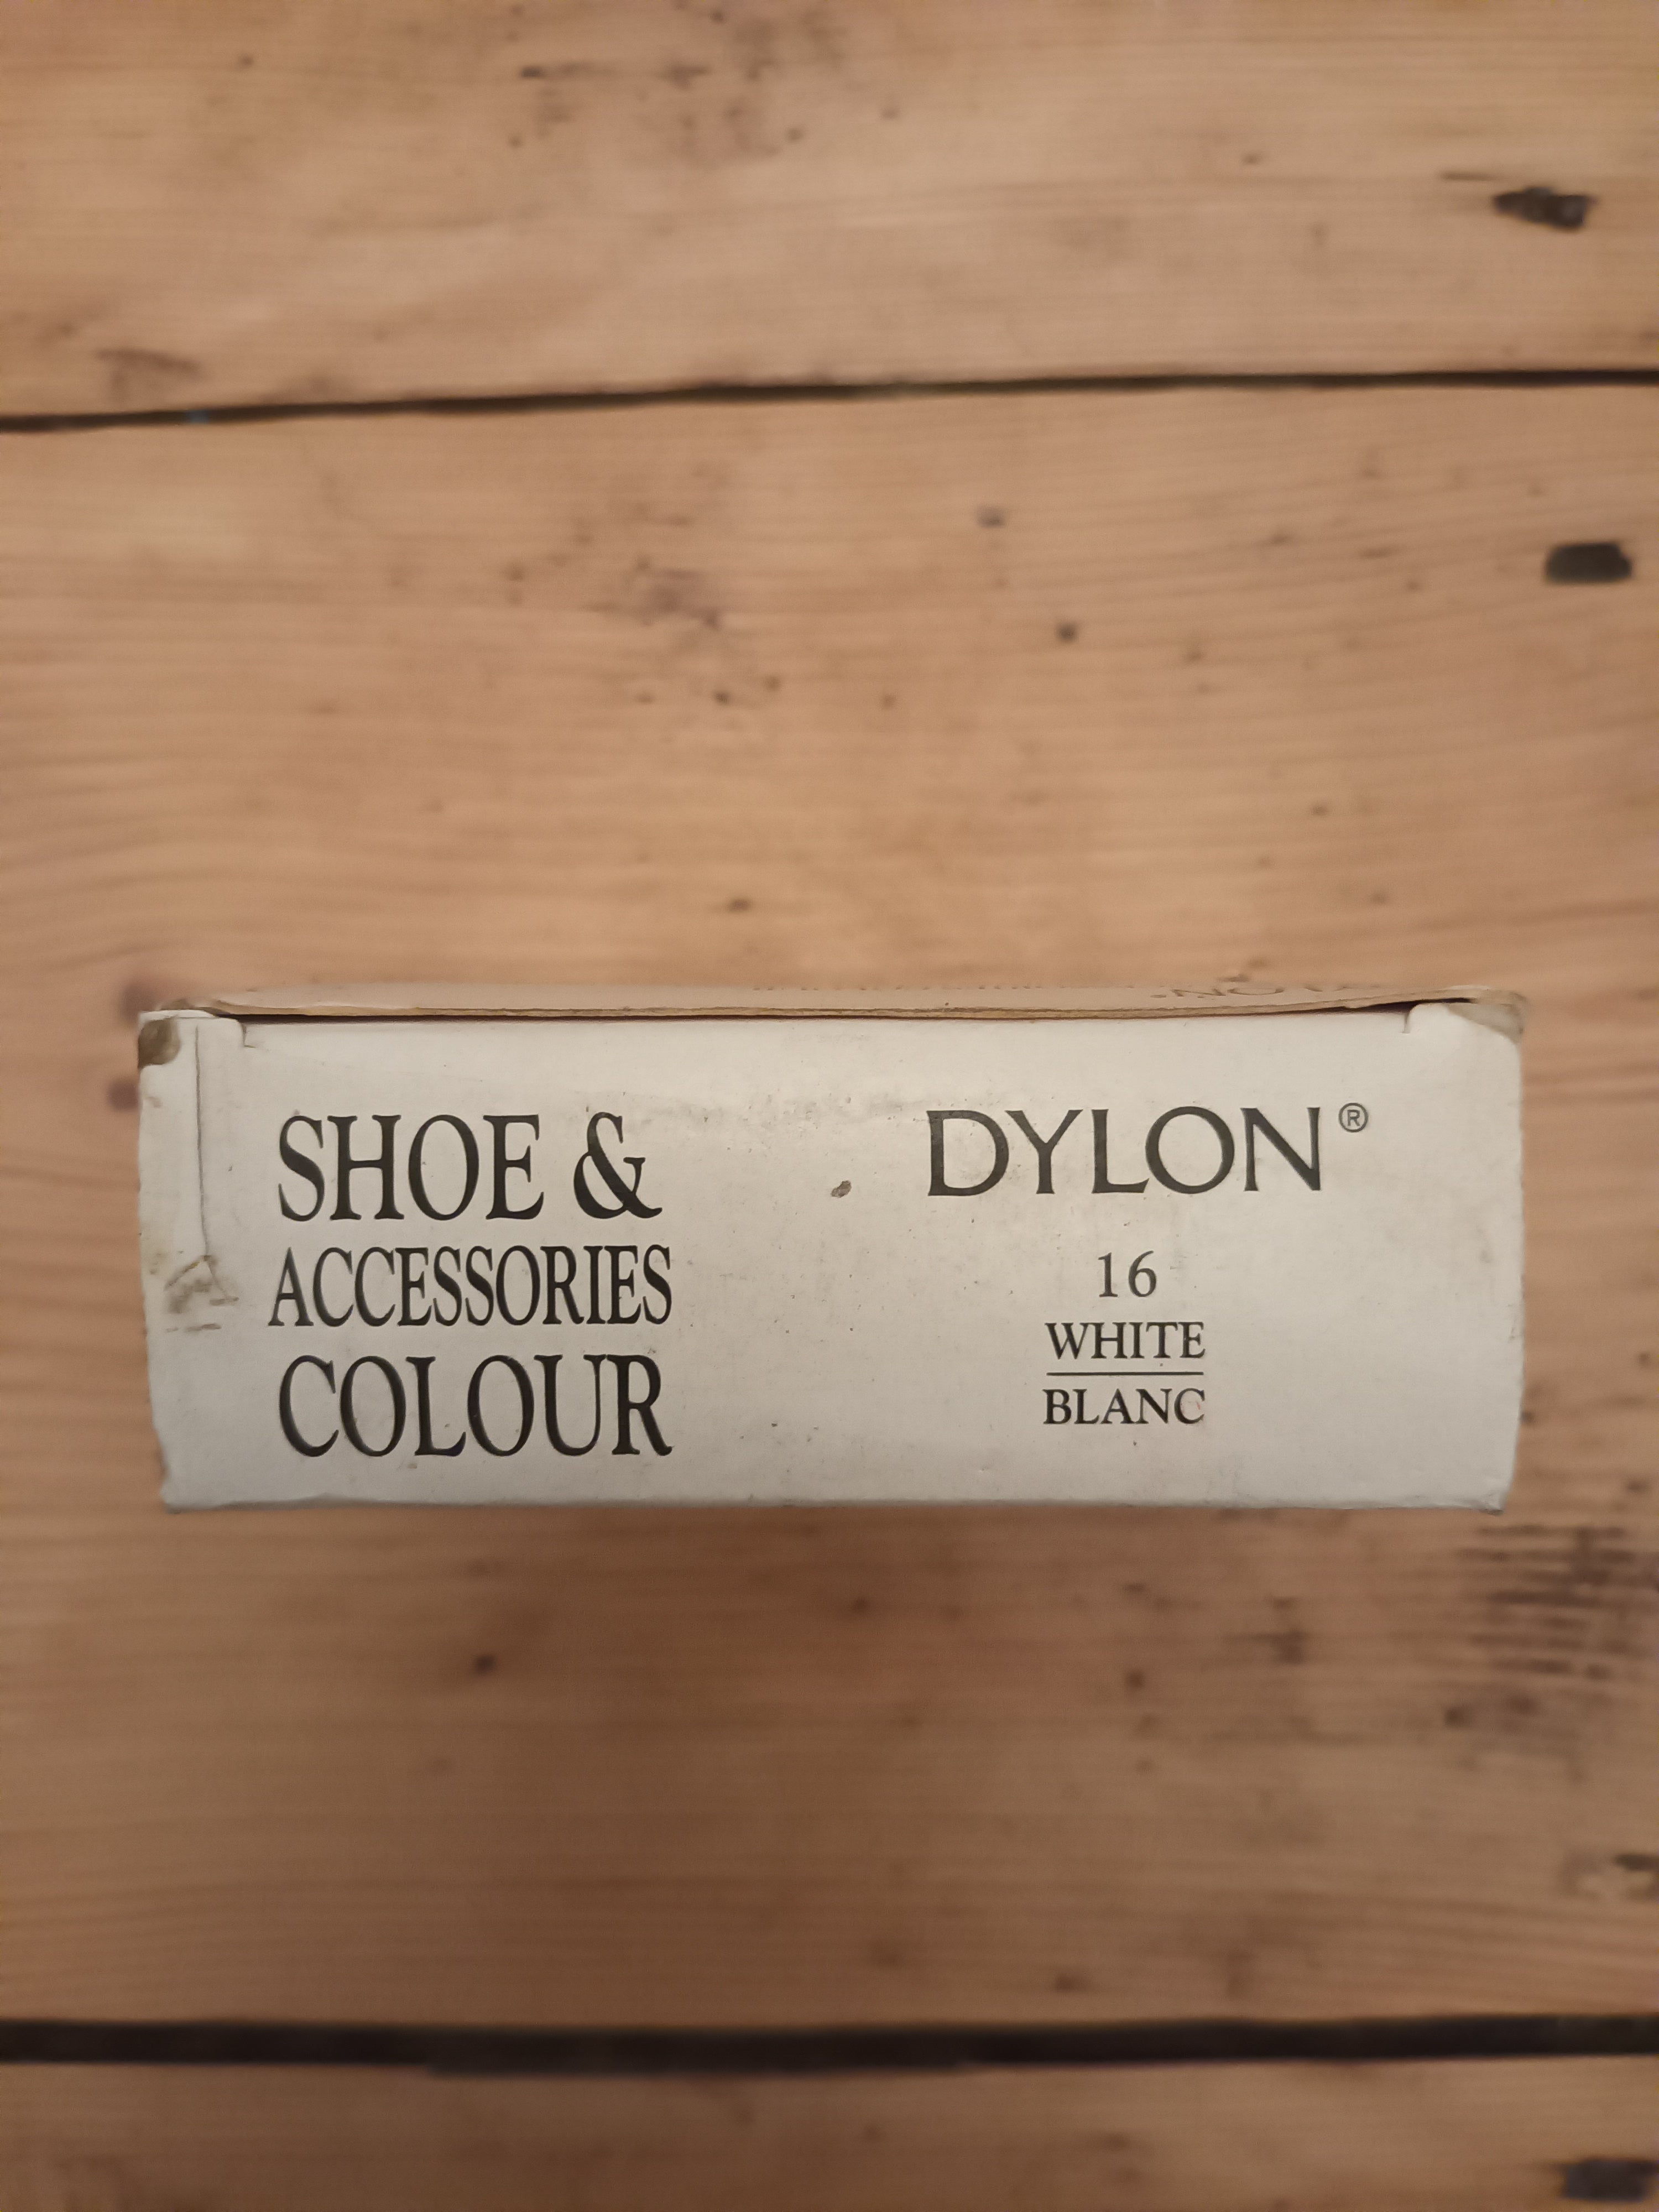 SHOE &
ACCESSORIES
COLOUR
DYLON®
16
WHITE
BLANC